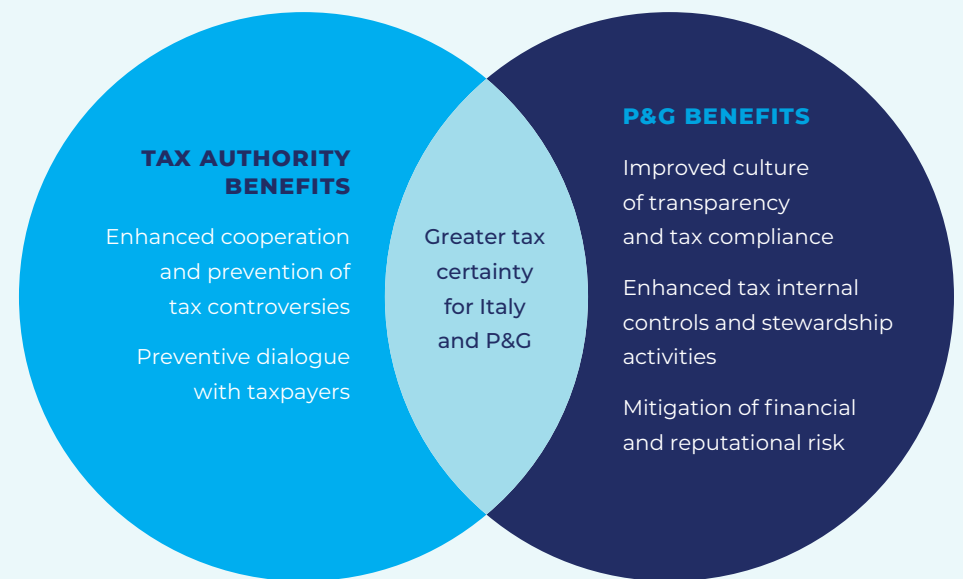 TAX AUTHORITY
BENEFITS
Enhanced cooperation
and prevention of
tax controversies
Preventive dialogue
with taxpayers
Greater tax
certainty
for Italy
and P&G
P&G BENEFITS
Improved culture
of transparency
and tax compliance
Enhanced tax internal
controls and stewardship
activities
Mitigation of financial
and reputational risk